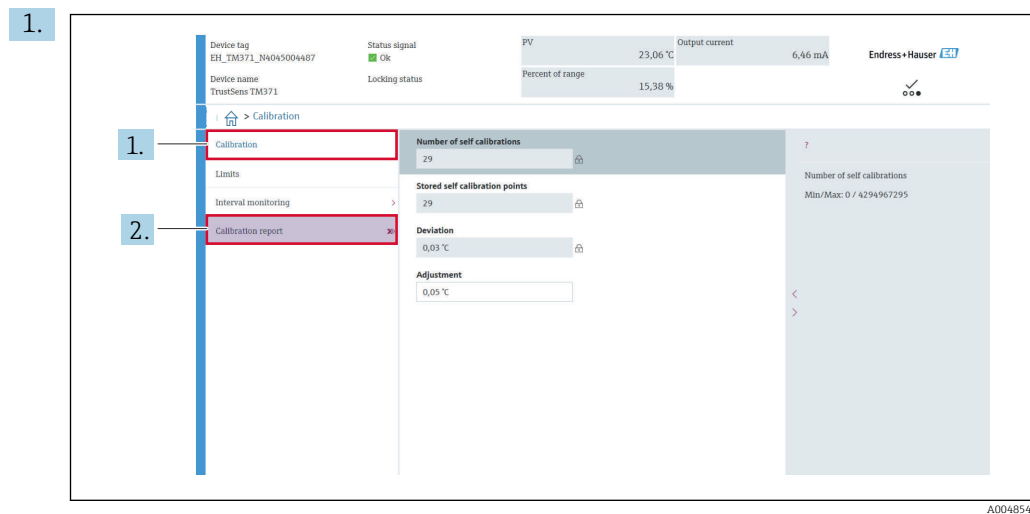 1.
Device tag
EH_TM371_N4045004487
Status signal
Ok
PV
23,06 °C
Output current
6,46 mA
Endress+Hauser EH
Device name
TrustSens TM371
Locking status
Percent of range
15,38 %
> Calibration
1.
Calibration
Limits
Interval monitoring >
2.
Calibration report
Number of self calibrations
29
Stored self calibration points
29
Deviation
0,03 °C
Adjustment
0,05 °C
?
Number of self calibrations
Min/Max: 0 / 4294967295
<
>
A004854